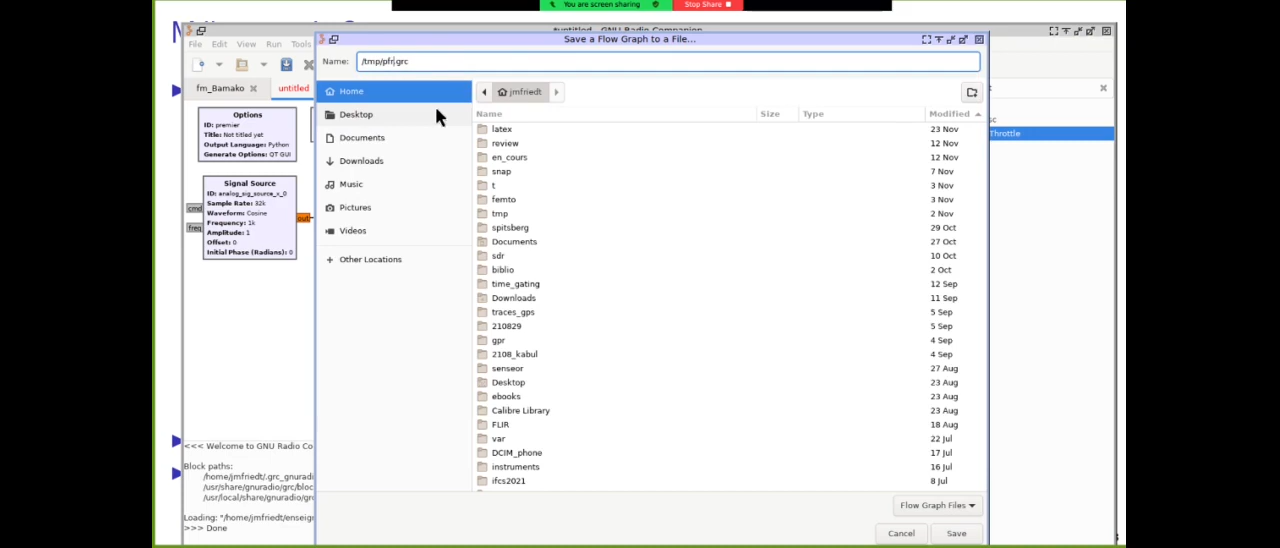 You are screen sharing
Stop Share
*untitled - GNU Radio Companion
File Edit View Run Tools
fm_Bamako
untitled
Options
ID: premier
Title: Not titled yet
Output Language: Python
Generate Options: QT GUI
Signal Source
ID: analog_sig_source_x_0
Sample Rate: 32k
Waveform: Cosine
Frequency: 1k
Amplitude: 1
Offset: 0
Initial Phase (Radians): 0
cmd
freq
out
<<< Welcome to GNU Radio Co
Block paths:
/home/jmfriedt/.grc_gnuradi
/usr/share/gnuradio/grc/bloc
/usr/local/share/gnuradio/gr
Loading: "/home/jmfriedt/enseig
>>> Done
Save a Flow Graph to a File...
Name: /tmp/pfr.grc
Home
Desktop
Documents
Downloads
Music
Pictures
Videos
Other Locations
jmfriedt
Name Size Type Modified
latex 23 Nov
review 12 Nov
en_cours 12 Nov
snap 7 Nov
t 3 Nov
femto 3 Nov
tmp 2 Nov
spitsberg 29 Oct
Documents 27 Oct
sdr 10 Oct
biblio 2 Oct
time_gating 12 Sep
Downloads 11 Sep
traces_gps 5 Sep
210829 5 Sep
gpr 4 Sep
2108_kabul 4 Sep
senseor 27 Aug
Desktop 23 Aug
ebooks 23 Aug
Calibre Library 23 Aug
FLIR 18 Aug
var 22 Jul
DCIM_phone 17 Jul
instruments 16 Jul
ifcs2021 8 Jul
Flow Graph Files
Cancel Save
Throttle